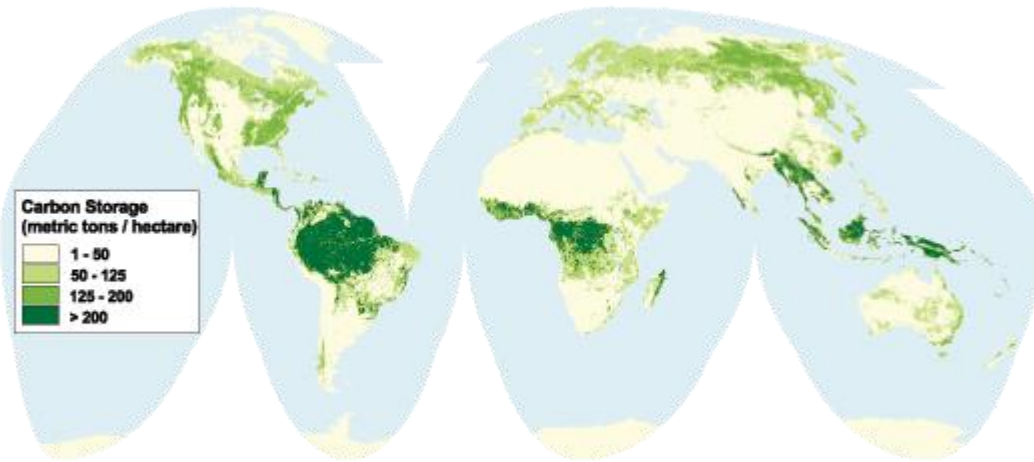 Carbon Storage
(metric tons / hectare)
1 - 50
50 - 125
125 - 200
> 200